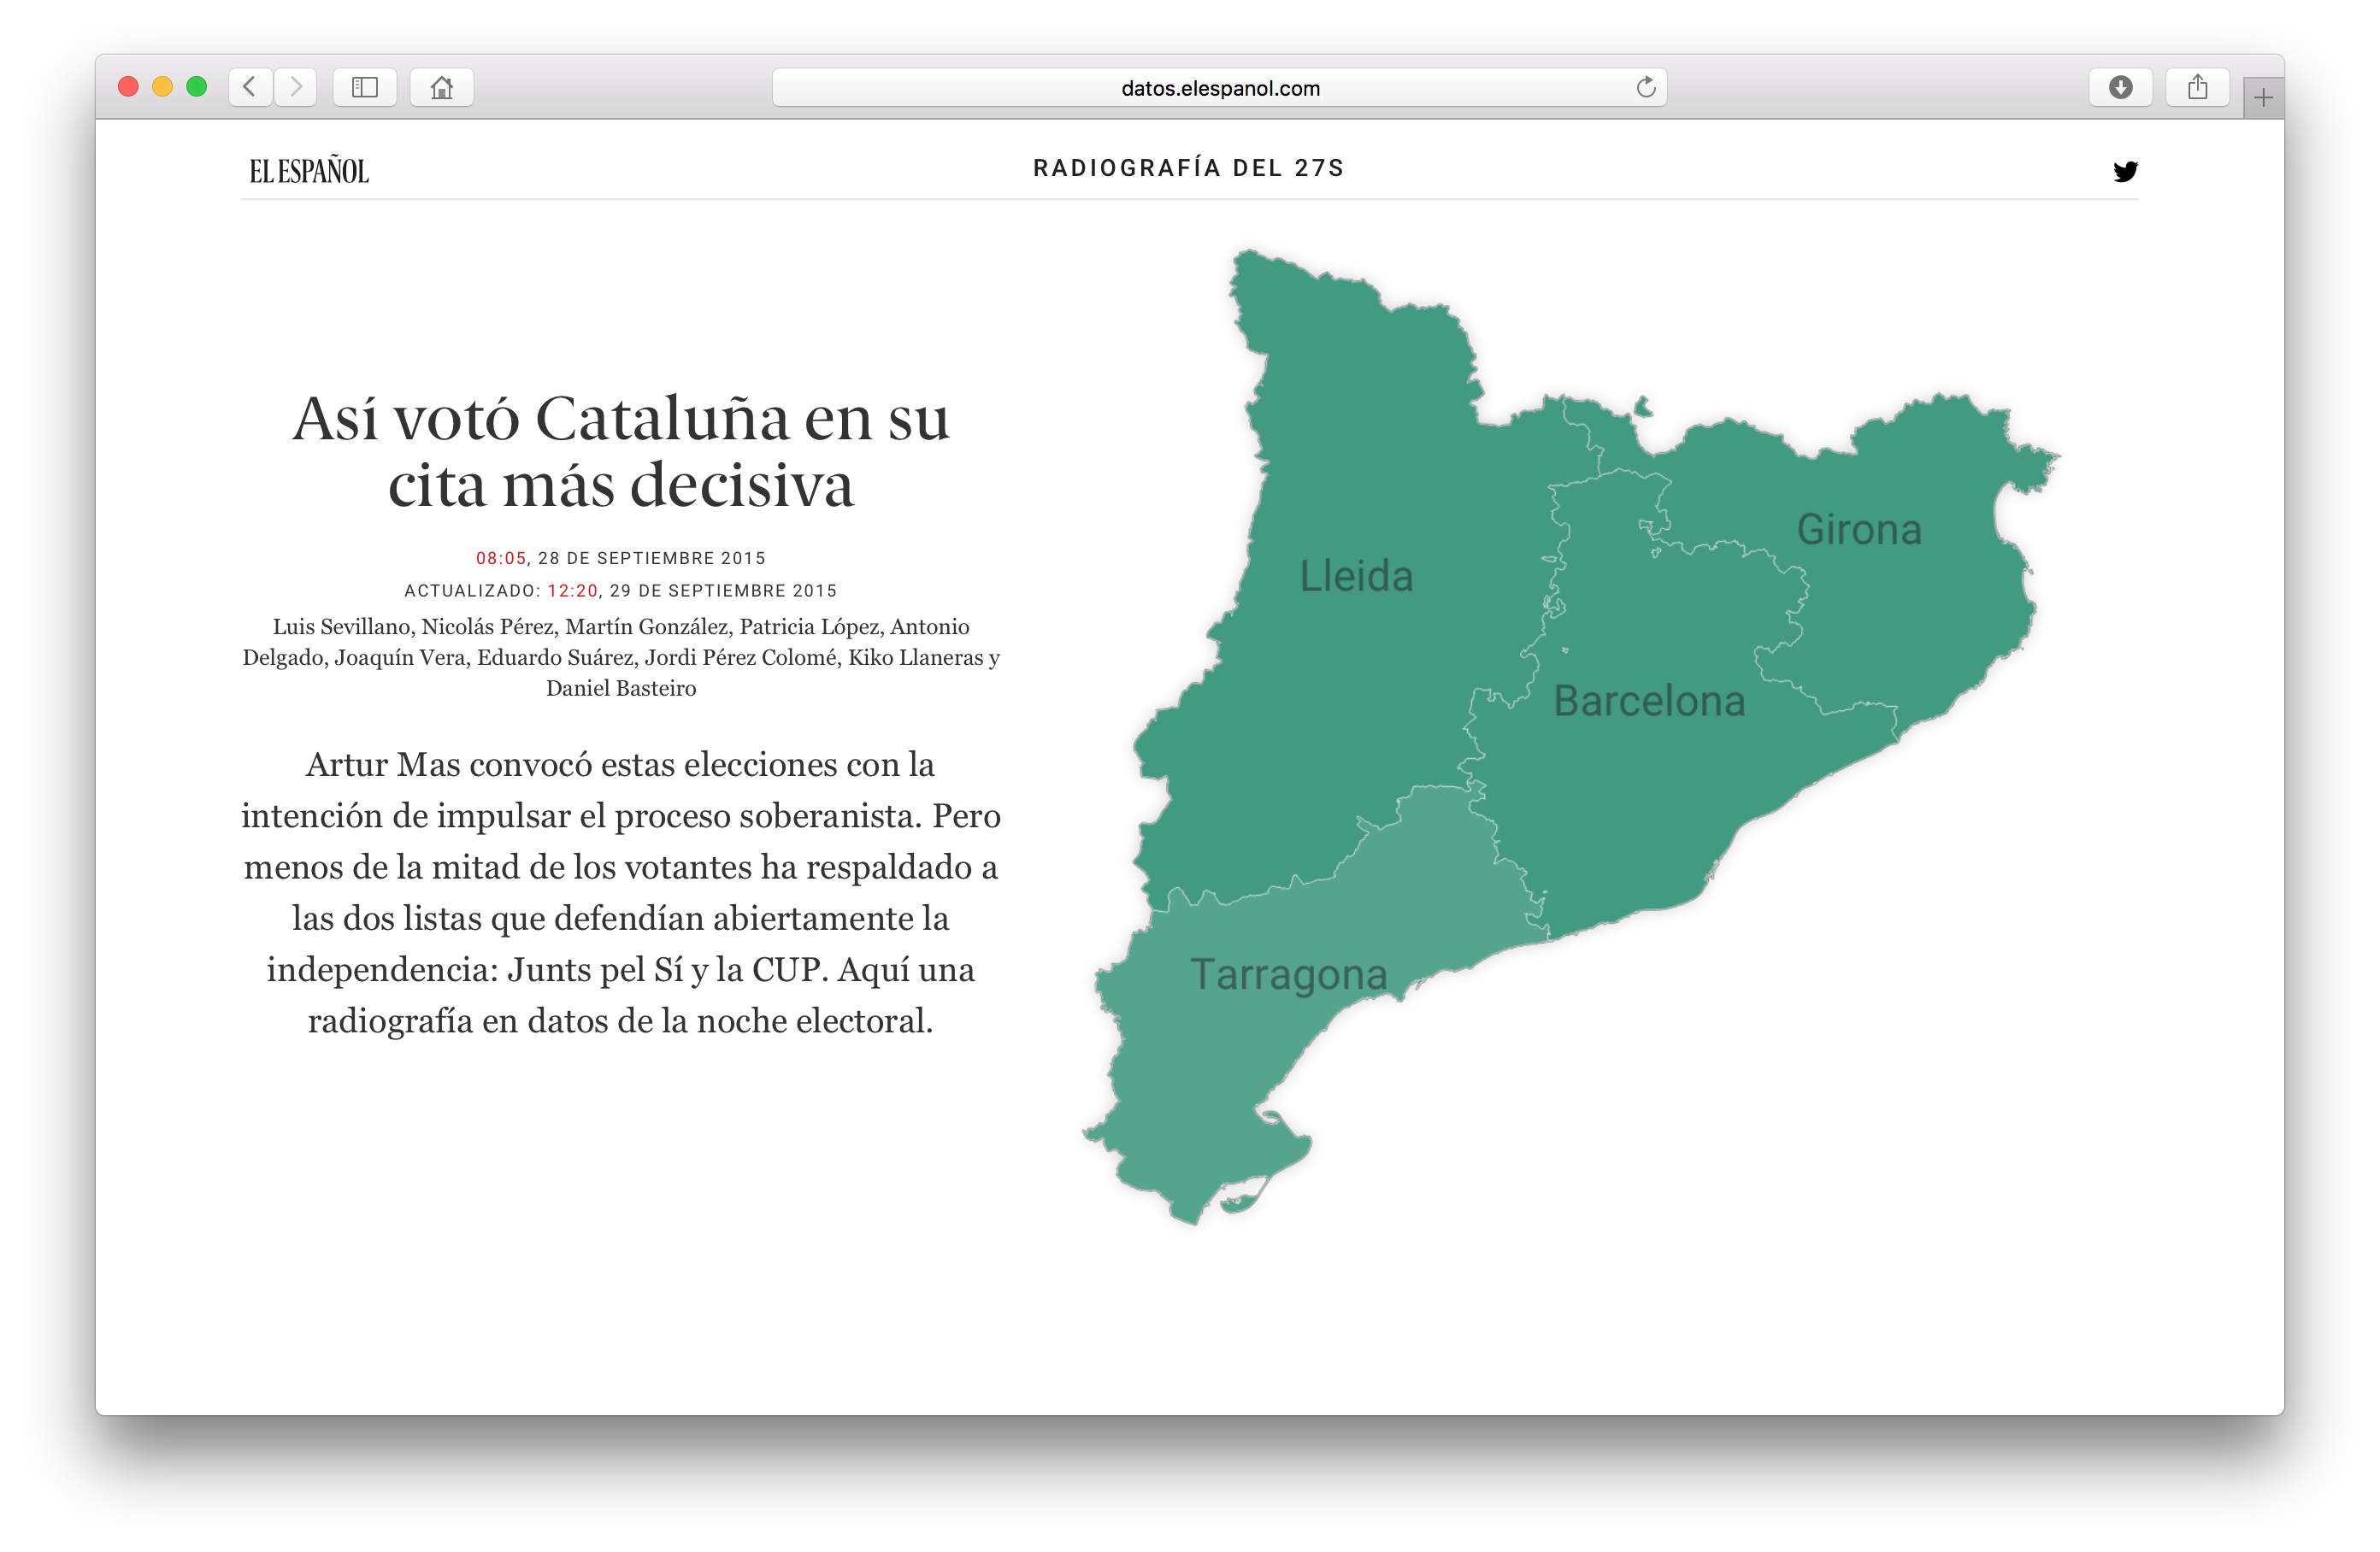 datos.elespanol.com
EL ESPAÑOL
RADIOGRAFÍA DEL 27S
Así votó Cataluña en su
cita más decisiva
08:05, 28 DE SEPTIEMBRE 2015
ACTUALIZADO: 12:20, 29 DE SEPTIEMBRE 2015
Luis Sevillano, Nicolás Pérez, Martín González, Patricia López, Antonio
Delgado, Joaquín Vera, Eduardo Suárez, Jordi Pérez Colomé, Kiko Llaneras y
Daniel Basteiro
Artur Mas convocó estas elecciones con la
intención de impulsar el proceso soberanista. Pero
menos de la mitad de los votantes ha respaldado a
las dos listas que defendían abiertamente la
independencia: Junts pel Sí y la CUP. Aquí una
radiografía en datos de la noche electoral.
Girona
Lleida
Barcelona
Tarragona